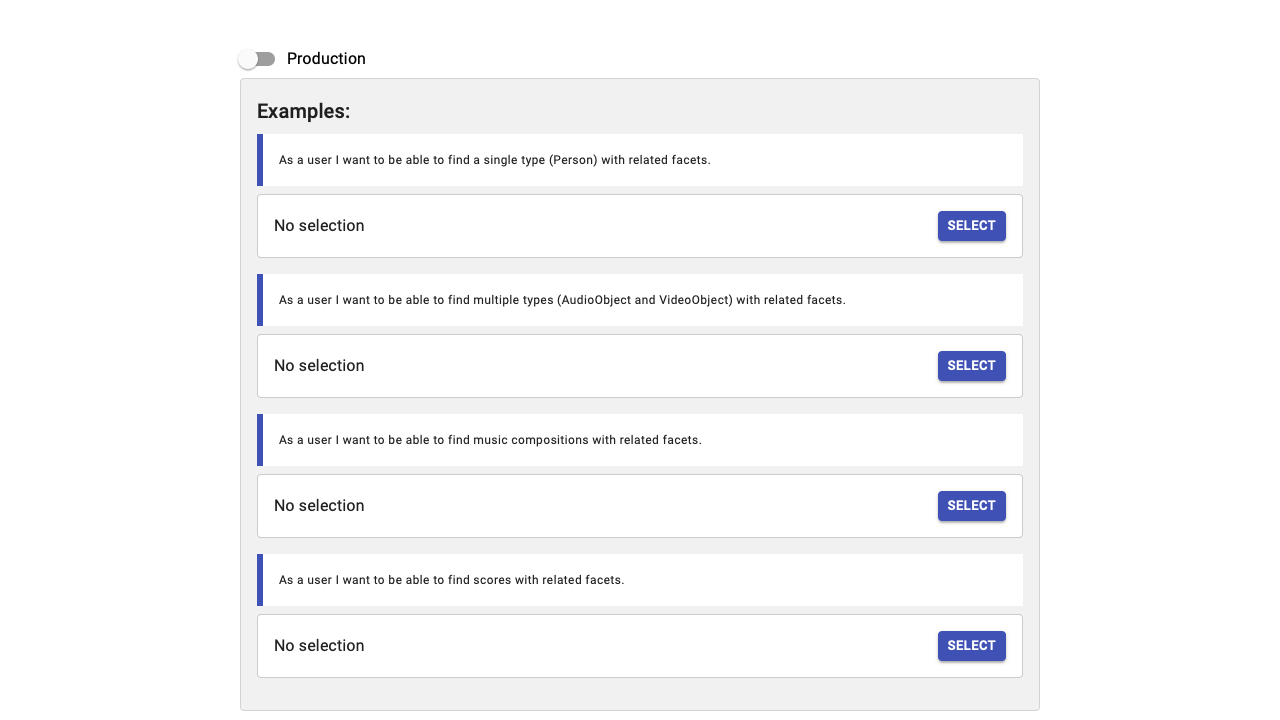 Production
Examples:
As a user I want to be able to find a single type (Person) with related facets.
No selection
SELECT
As a user I want to be able to find multiple types (AudioObject and VideoObject) with related facets.
No selection
SELECT
As a user I want to be able to find music compositions with related facets.
No selection
SELECT
As a user I want to be able to find scores with related facets.
No selection
SELECT